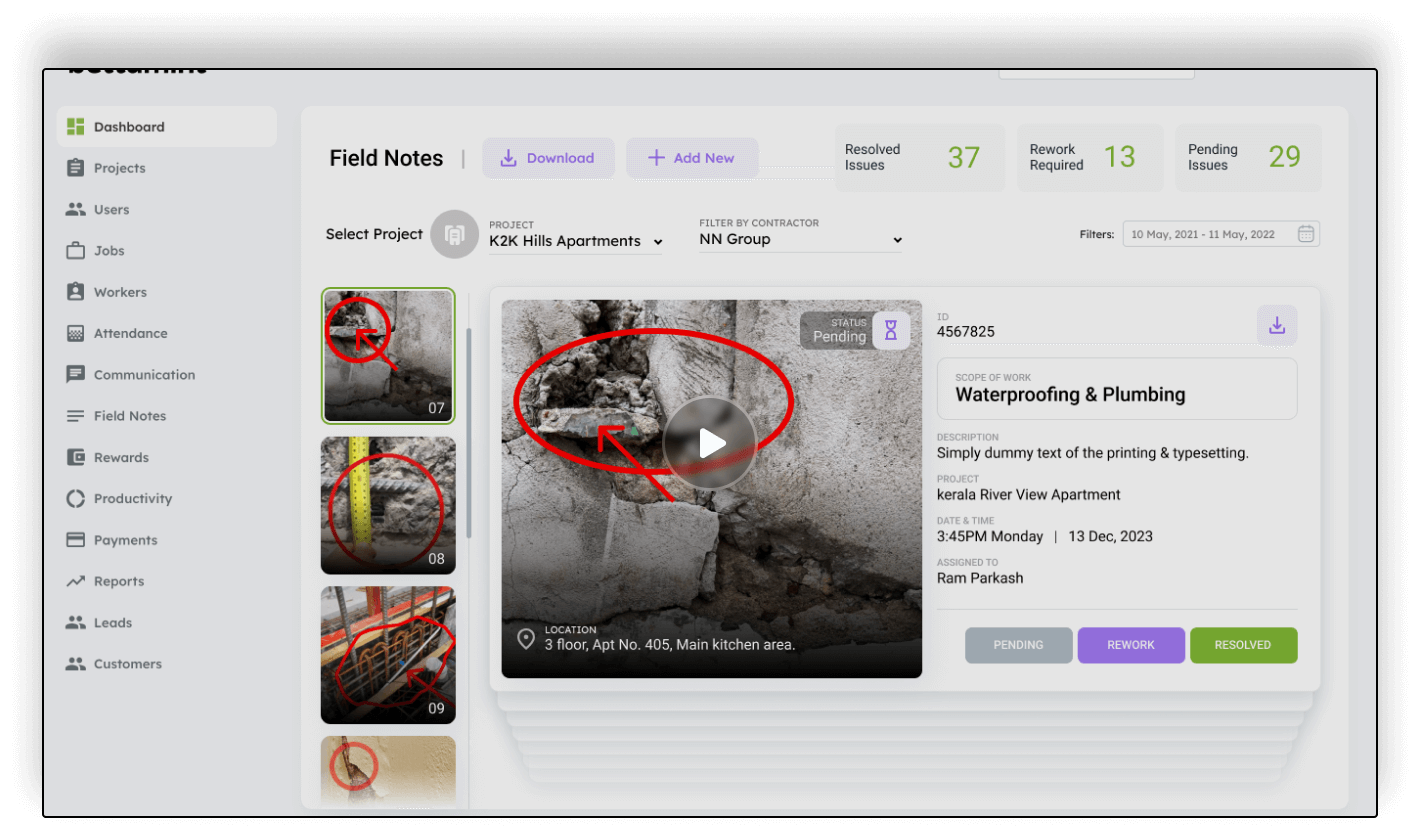 Dashboard
Projects
Users
Jobs
Workers
Attendance
Communication
Field Notes
Rewards
Productivity
Payments
Reports
Leads
Customers
Field Notes |
Download
Add New
Resolved
Issues
37
Rework
Required
13
Pending
Issues
29
Select Project
PROJECT
K2K Hills Apartments
FILTER BY CONTRACTOR
NN Group
Filters:
10 May, 2021 - 11 May, 2022
07
08
09
STATUS
Pending
LOCATION
3 floor, Apt No. 405, Main kitchen area.
ID
4567825
SCOPE OF WORK
Waterproofing & Plumbing
DESCRIPTION
Simply dummy text of the printing & typesetting.
PROJECT
kerala River View Apartment
DATE & TIME
3:45PM Monday | 13 Dec, 2023
ASSIGNED TO
Ram Parkash
PENDING
REWORK
RESOLVED